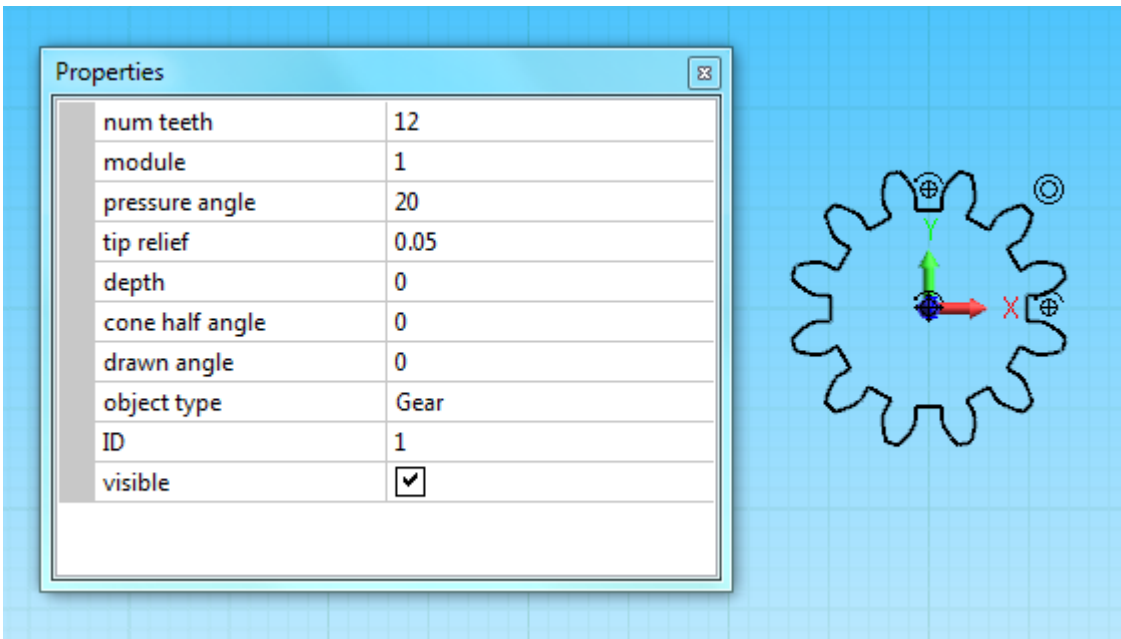 Properties
num teeth 12
module 1
pressure angle 20
tip relief 0.05
depth 0
cone half angle 0
drawn angle 0
object type Gear
ID 1
visible
Y
X